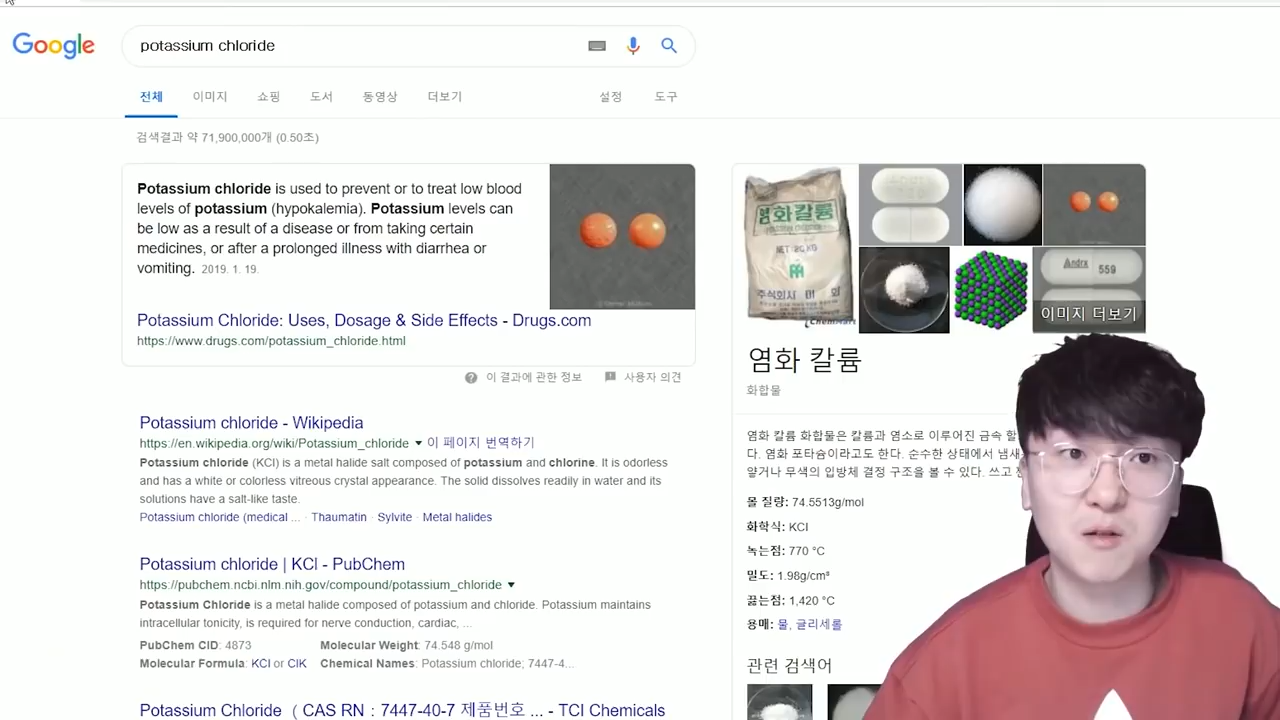 Google
potassium chloride
전체
이미지
쇼핑
도서
동영상
더보기
설정
도구
검색결과 약 71,900,000개 (0.50초)
Potassium chloride is used to prevent or to treat low blood
levels of potassium (hypokalemia). Potassium levels can
be low as a result of a disease or from taking certain
medicines, or after a prolonged illness with diarrhea or
vomiting. 2019. 1. 19.
Potassium Chloride: Uses, Dosage & Side Effects - Drugs.com
https://www.drugs.com/potassium_chloride.html
이 결과에 관한 정보
사용자 의견
Potassium chloride - Wikipedia
https://en.wikipedia.org/wiki/Potassium_chloride ▼ 이 페이지 번역하기
Potassium chloride (KCl) is a metal halide salt composed of potassium and chlorine. It is odorless
and has a white or colorless vitreous crystal appearance. The solid dissolves readily in water and its
solutions have a salt-like taste.
Potassium chloride (medical ... · Thaumatin · Sylvite · Metal halides
Potassium chloride | KCl - PubChem
https://pubchem.ncbi.nlm.nih.gov/compound/potassium_chloride ▼
Potassium Chloride is a metal halide composed of potassium and chloride. Potassium maintains
intracellular tonicity, is required for nerve conduction, cardiac, ...
PubChem CID: 4873
Molecular Weight: 74.548 g/mol
Molecular Formula: KCl or ClK
Chemical Names: Potassium chloride; 7447-4...
Potassium Chloride （ CAS RN : 7447-40-7 제품번호 ... - TCI Chemicals
염화칼륨
NET 20KG
주식회사
Andrx
559
이미지 더보기
염화 칼륨
화합물
염화 칼륨 화합물은 칼륨과 염소로 이루어진 금속 할
다. 염화 포타슘이라고도 한다. 순수한 상태에서 냄새
양거나 무색의 입방체 결정 구조을 볼 수 있다. 쓰고
몰 질량: 74.5513g/mol
화학식: KCl
녹는점: 770 °C
밀도: 1.98g/cm³
끓는점: 1,420 °C
용매: 물, 글리세롤
관련 검색어